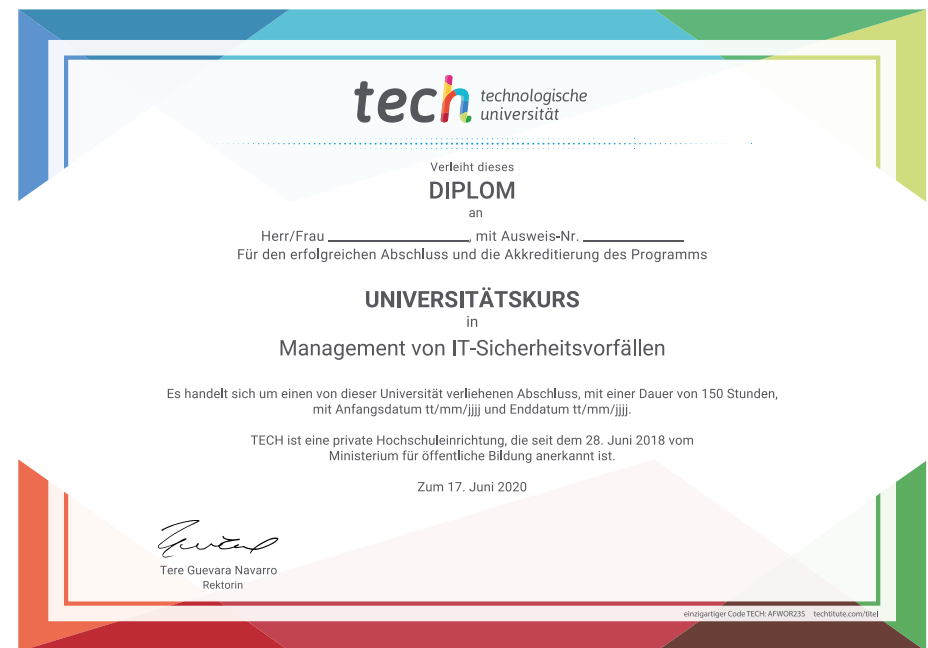 tech technologische
universität
Verleiht dieses
DIPLOM
an
Herr/Frau ____________________, mit Ausweis-Nr. __________________
Für den erfolgreichen Abschluss und die Akkreditierung des Programms
UNIVERSITÄTSKURS
in
Management von IT-Sicherheitsvorfällen
Es handelt sich um einen von dieser Universität verliehenen Abschluss, mit einer Dauer von 150 Stunden,
mit Anfangsdatum tt/mm/jjjj und Enddatum tt/mm/jjjj.
TECH ist eine private Hochschuleinrichtung, die seit dem 28. Juni 2018 vom
Ministerium für öffentliche Bildung anerkannt ist.
Zum 17. Juni 2020
Tere Guevara Navarro
Rektorin
einzigartiger Code TECH: AFWOR23S techtitute.com/titel